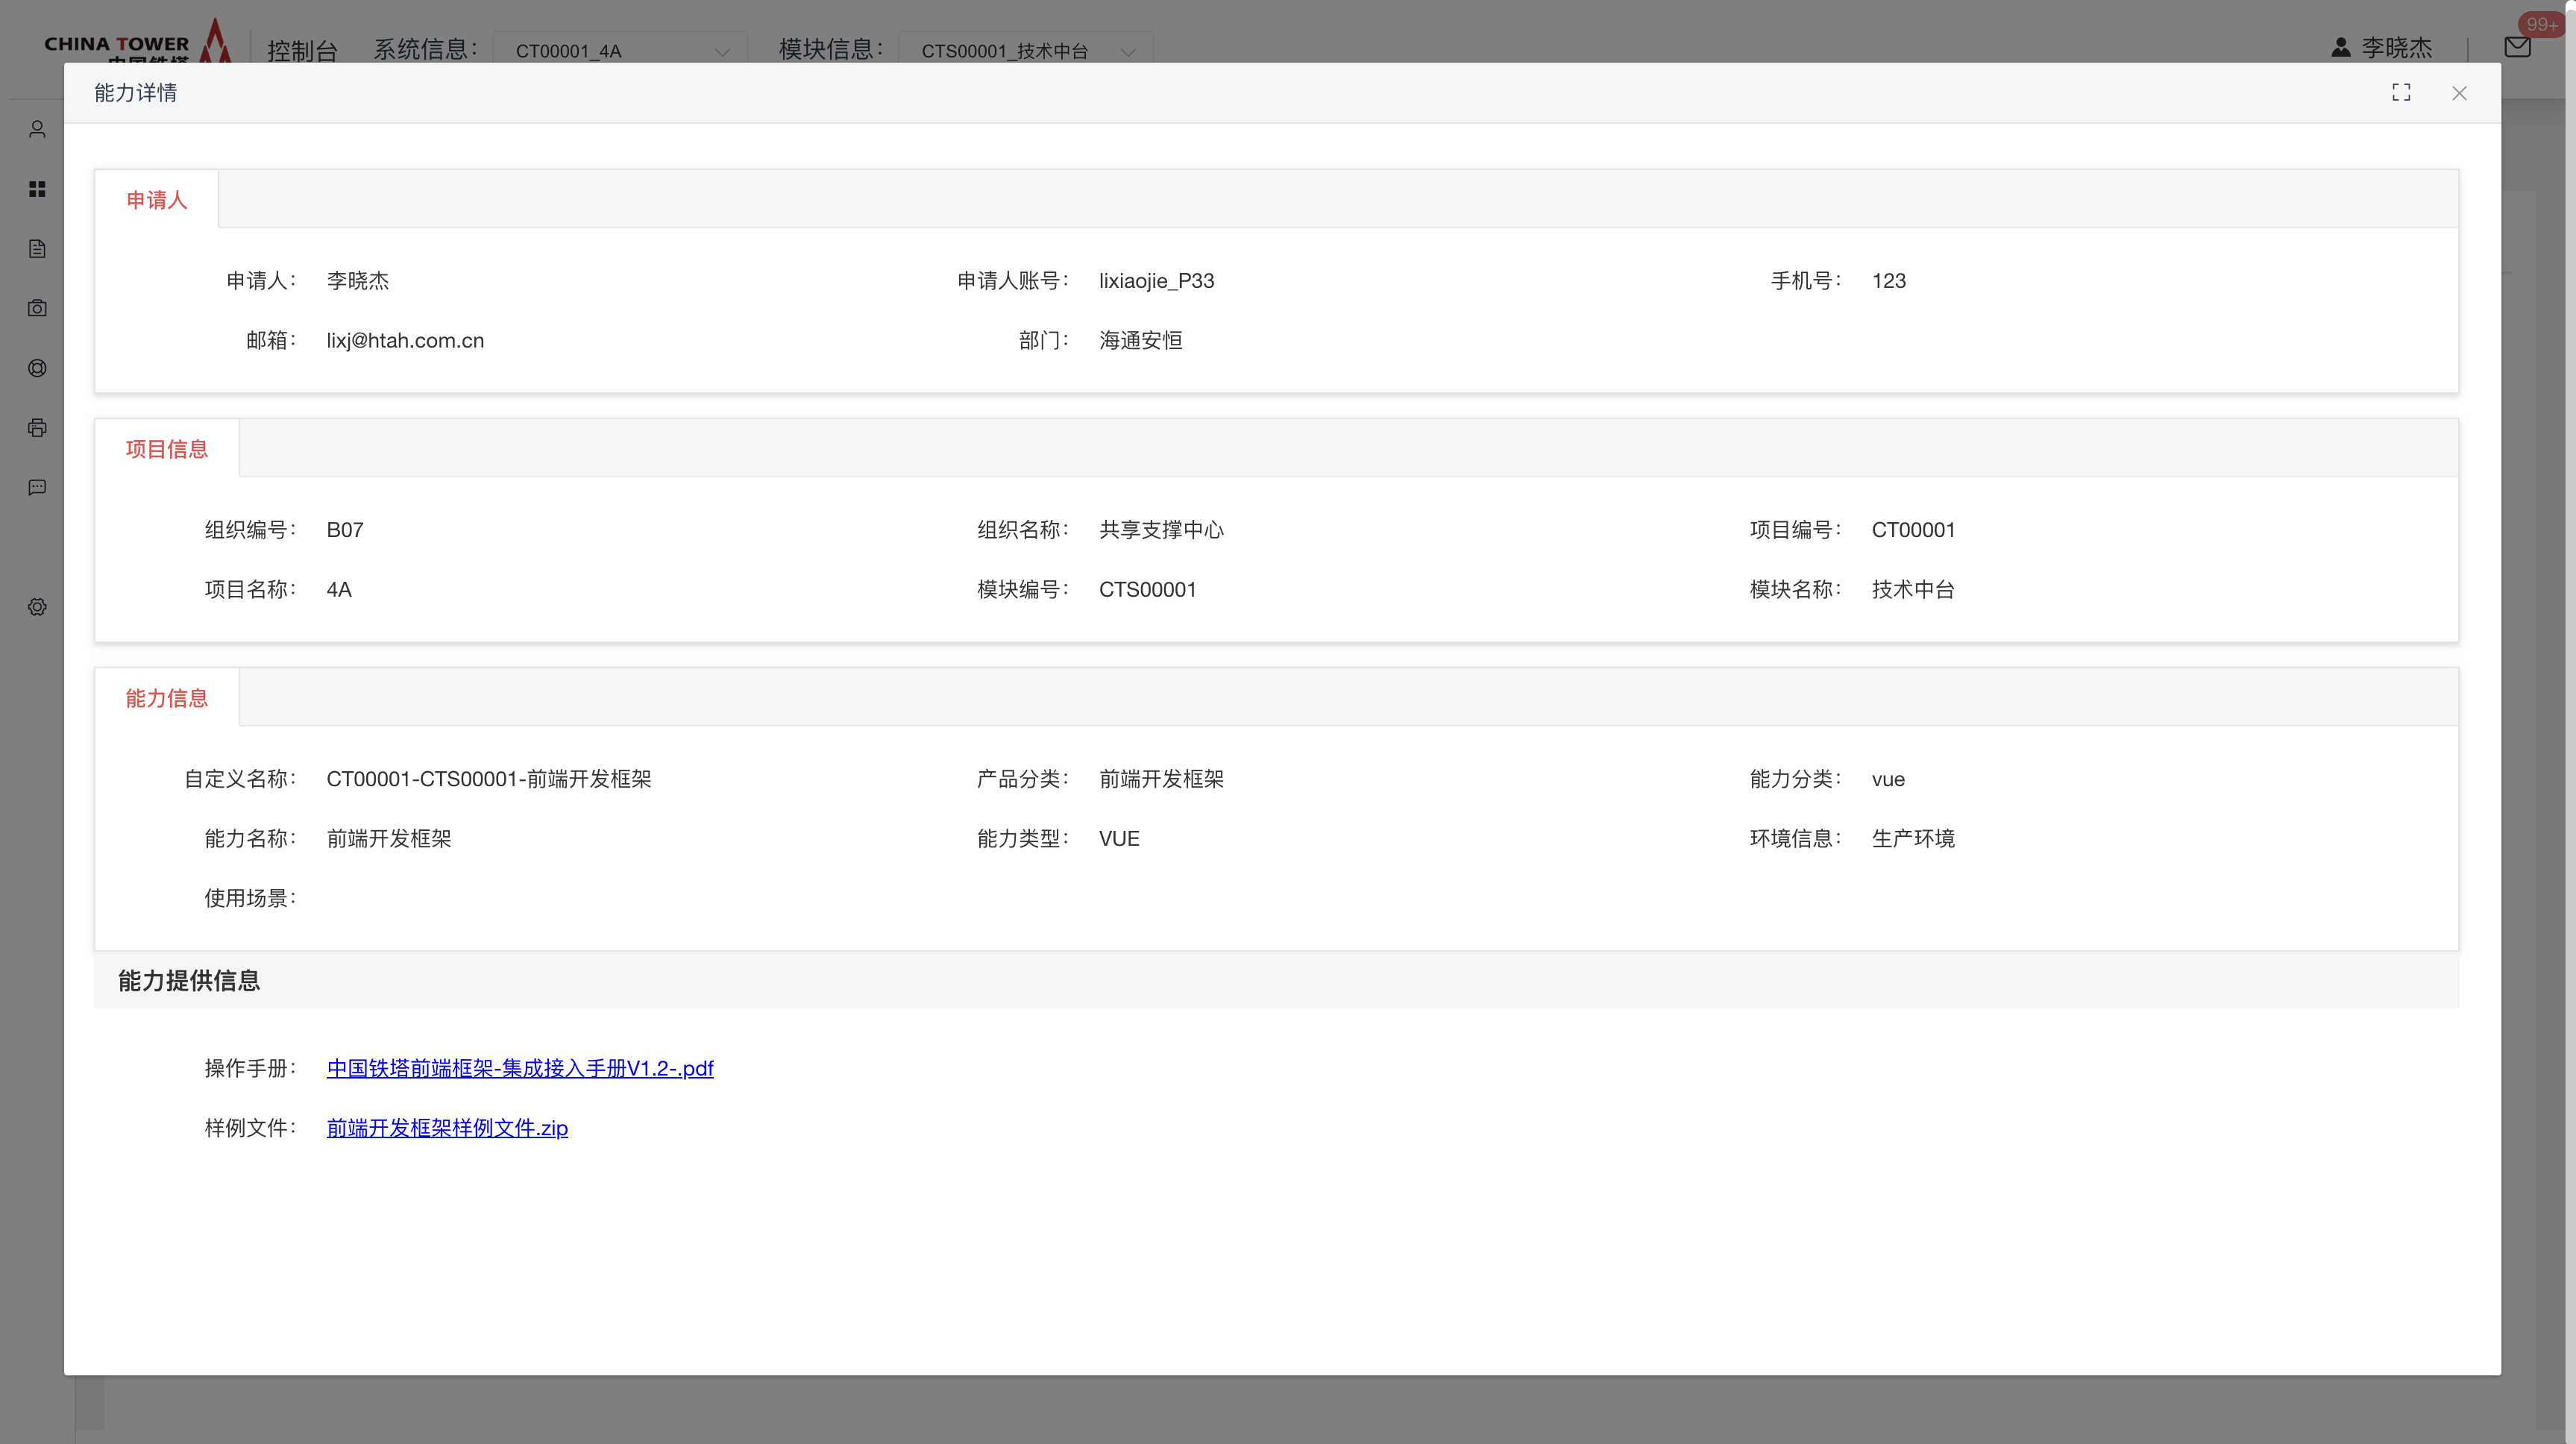 99+
CHINA TOWER 控制台 系统信息： CT00001_4A 模块信息： CTS00001_技术中台 李晓杰
中国铁塔
能力详情
申请人
申请人： 李晓杰 申请人账号： lixiaojie_P33 手机号： 123
邮箱： lixj@htah.com.cn 部门： 海通安恒
项目信息
组织编号： B07 组织名称： 共享支撑中心 项目编号： CT00001
项目名称： 4A 模块编号： CTS00001 模块名称： 技术中台
能力信息
自定义名称： CT00001-CTS00001-前端开发框架 产品分类： 前端开发框架 能力分类： vue
能力名称： 前端开发框架 能力类型： VUE 环境信息： 生产环境
使用场景：
能力提供信息
操作手册： 中国铁塔前端框架-集成接入手册V1.2-.pdf
样例文件： 前端开发框架样例文件.zip